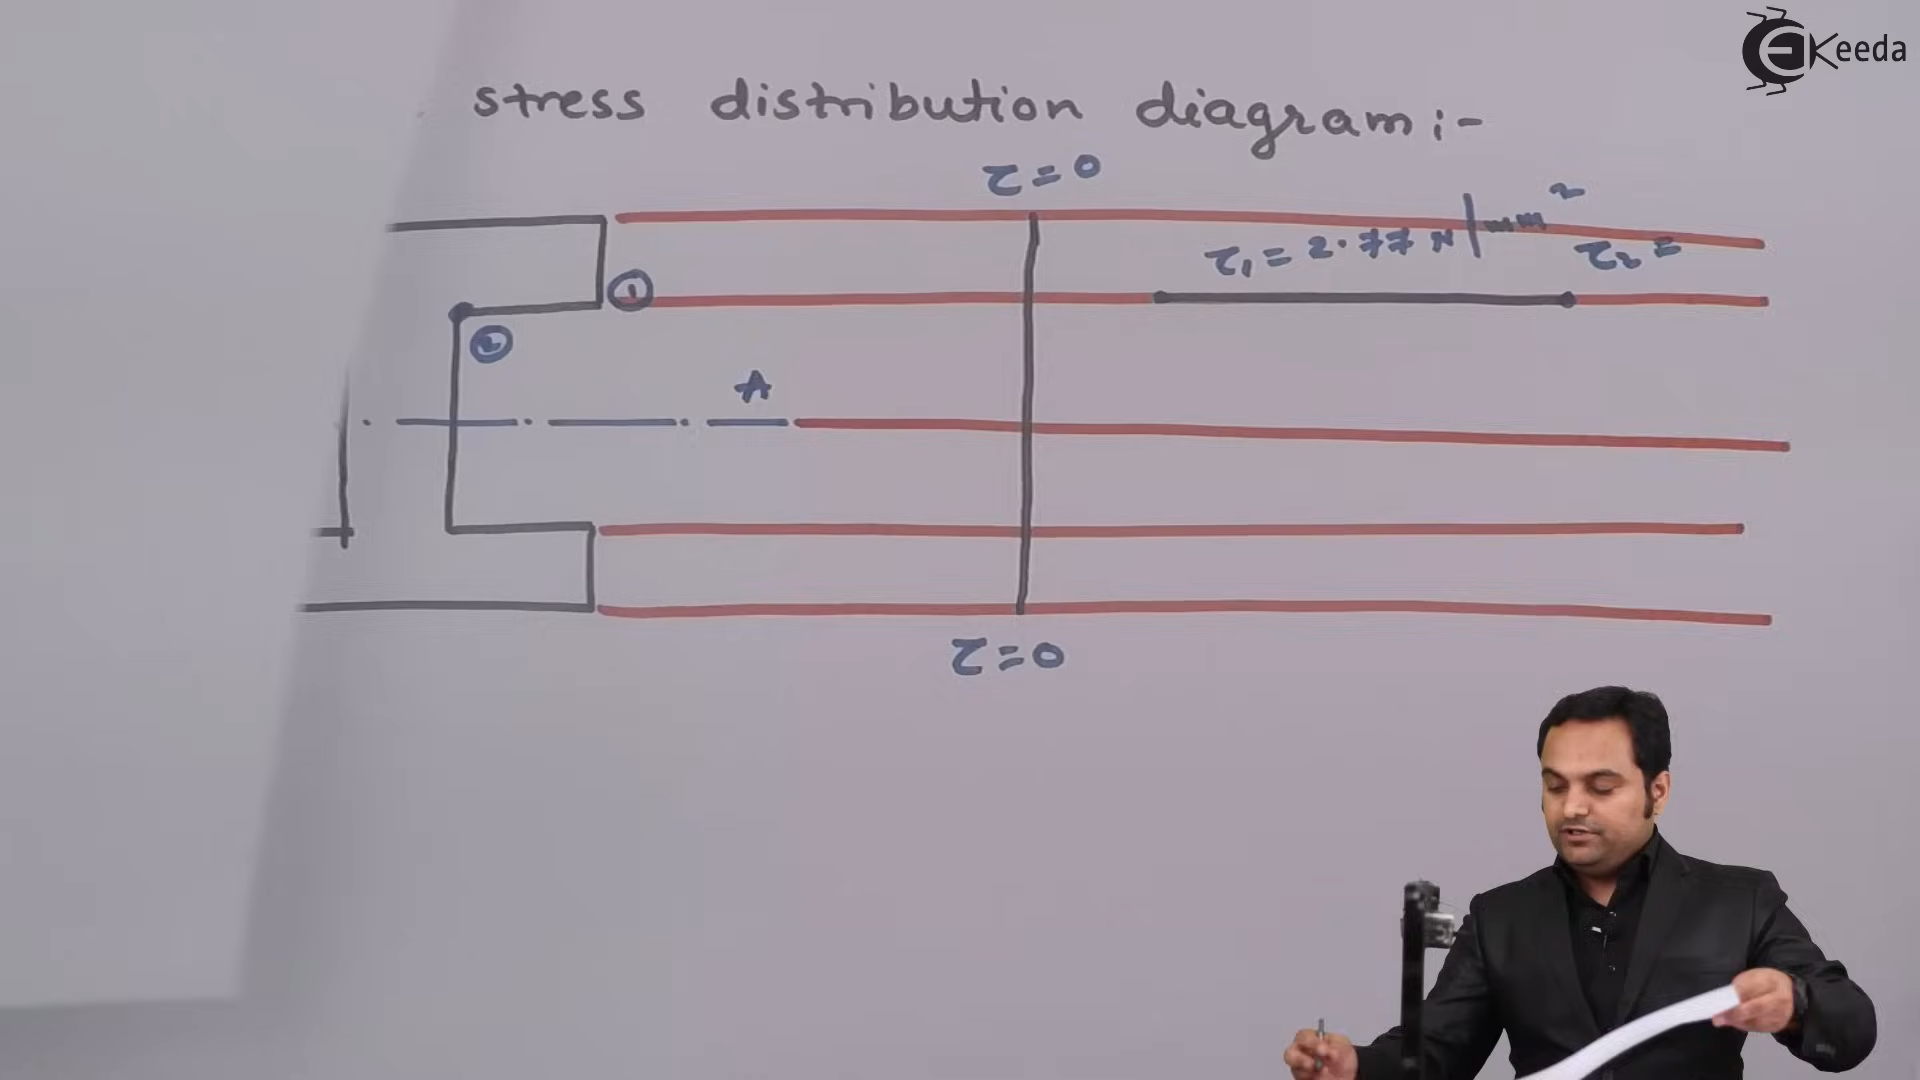 Keeda
stress distribution diagram:-
τ=0
τ₁=2.77 N/mm²
τ₂=
①
②
A
τ=0